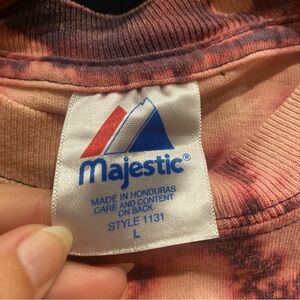 Majestic®
MADE IN HONDURAS
CARE AND CONTENT
ON BACK
STYLE 1131
L